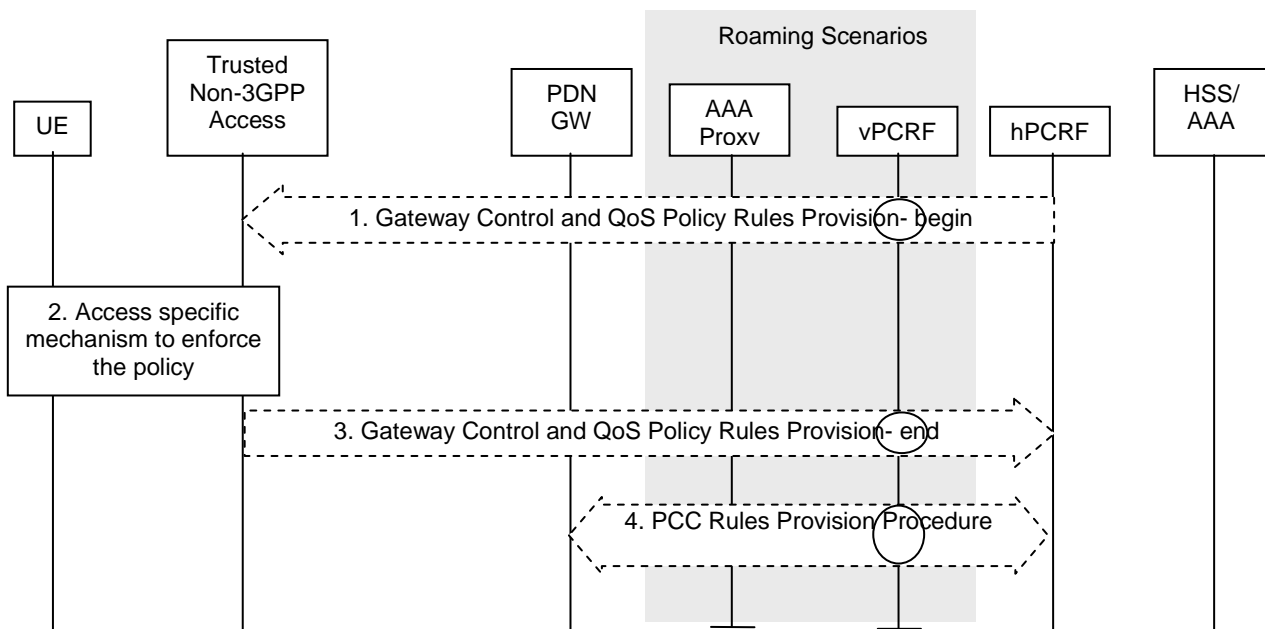 Roaming Scenarios
UE
Trusted
Non-3GPP
Access
PDN
GW
AAA
Proxv
vPCRF
hPCRF
HSS/
AAA
1. Gateway Control and QoS Policy Rules Provision- begin
2. Access specific
mechanism to enforce
the policy
3. Gateway Control and QoS Policy Rules Provision- end
4. PCC Rules Provision Procedure